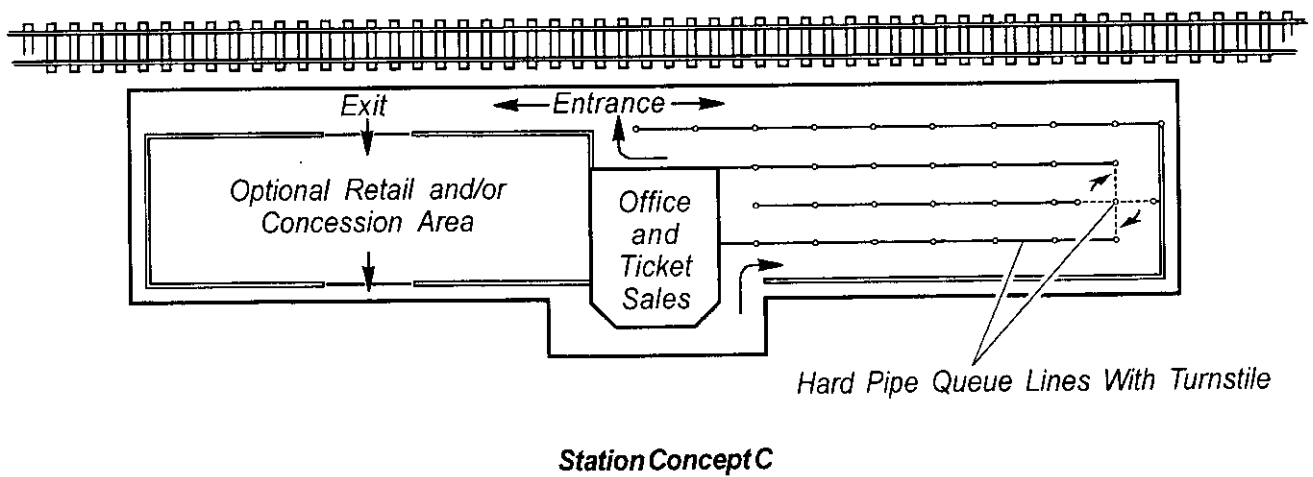 Exit
Entrance
Optional Retail and/or
Concession Area
Office
and
Ticket
Sales
Hard Pipe Queue Lines With Turnstile
Station Concept C